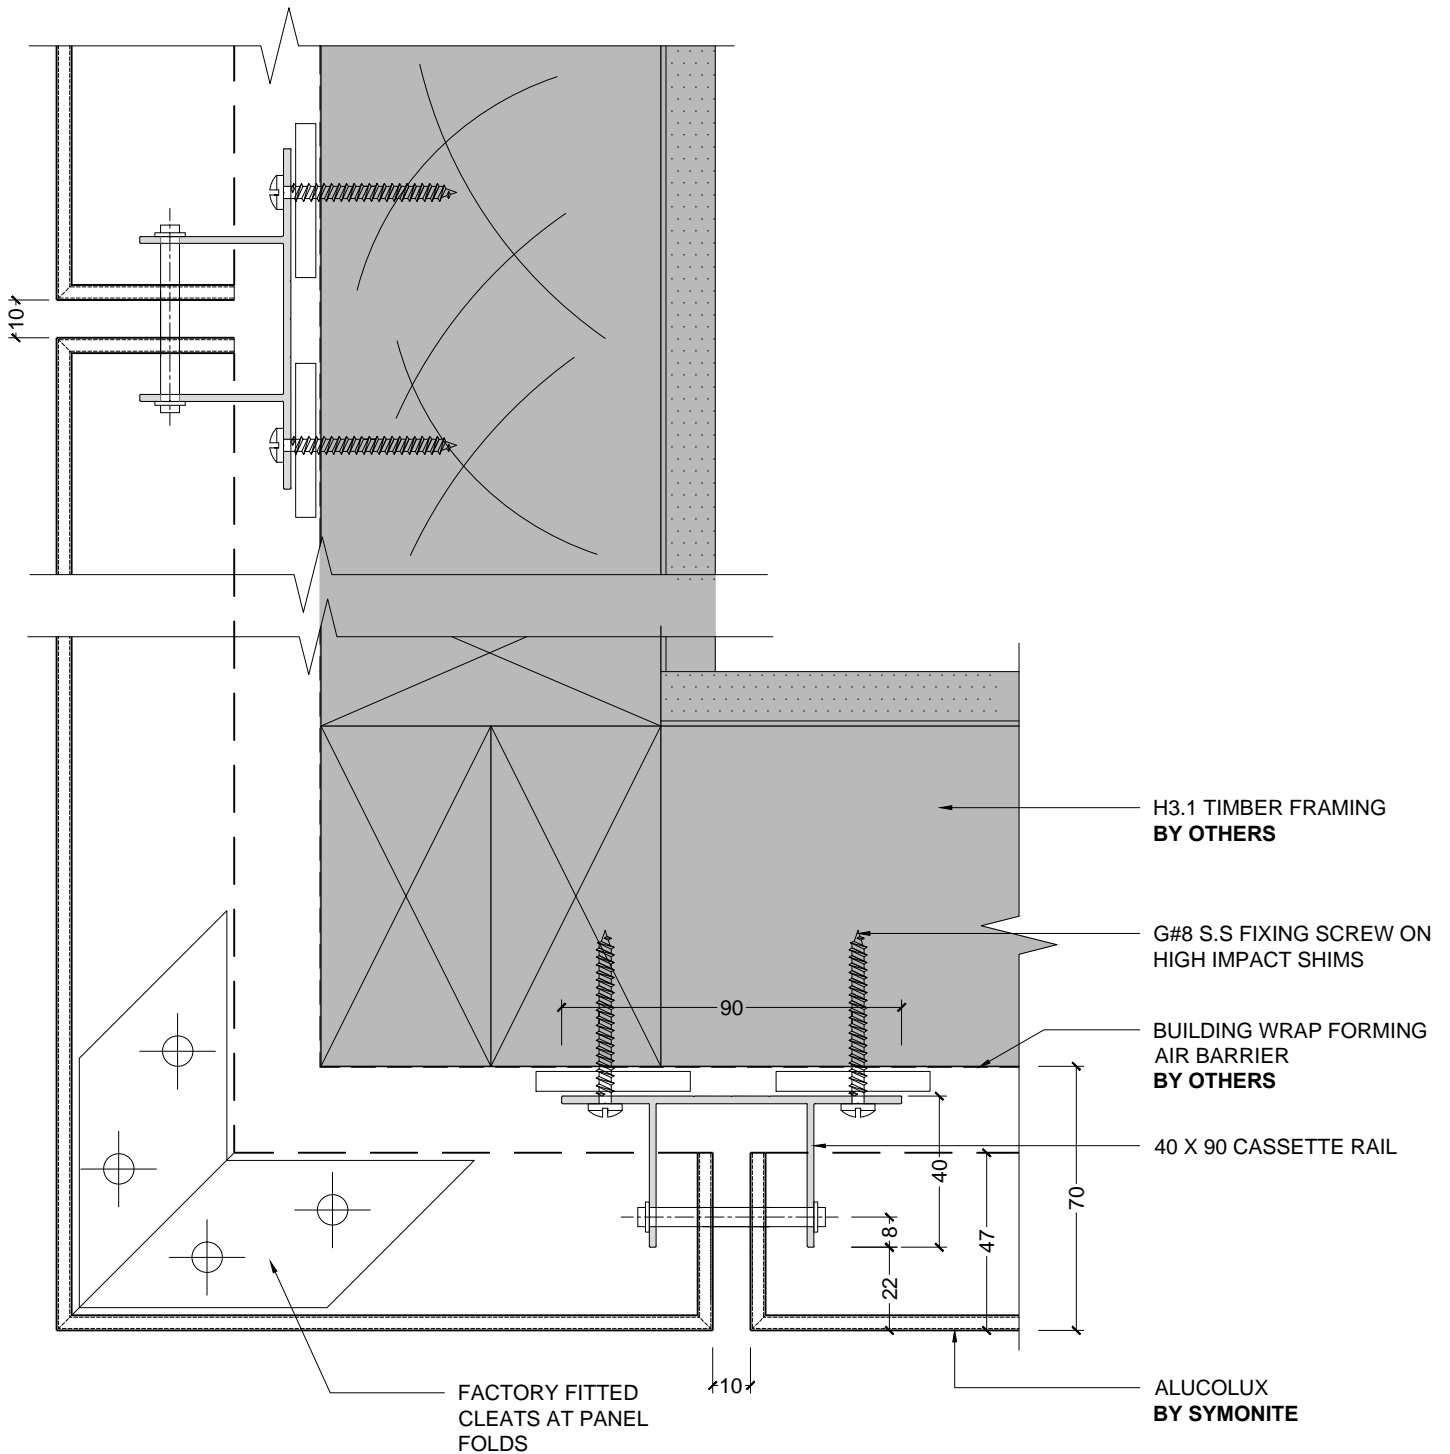 10
H3.1 TIMBER FRAMING
BY OTHERS
G#8 S.S FIXING SCREW ON
HIGH IMPACT SHIMS
90
BUILDING WRAP FORMING
AIR BARRIER
BY OTHERS
40 X 90 CASSETTE RAIL
40
70
8
47
22
10
FACTORY FITTED
CLEATS AT PANEL
FOLDS
ALUCOLUX
BY SYMONITE